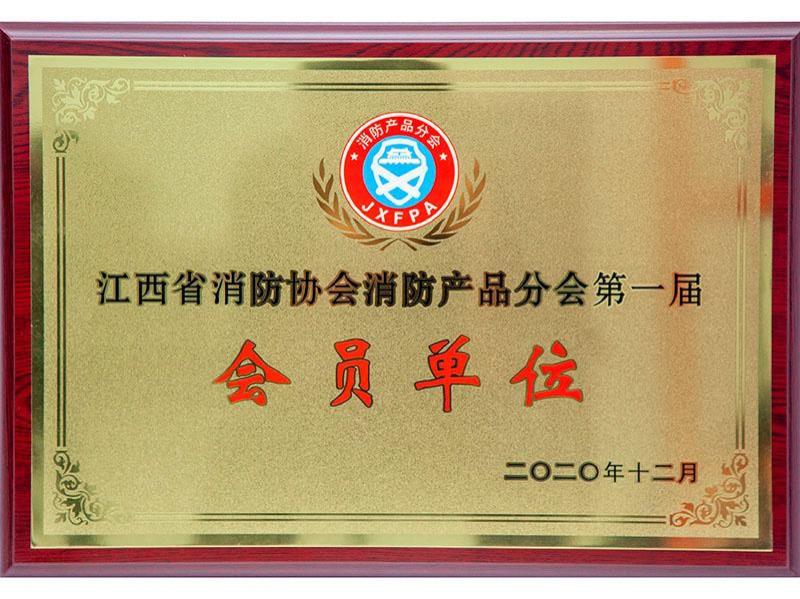 消防产品分会
JXFPA
江西省消防协会消防产品分会第一届
会员单位
二〇二〇年十二月